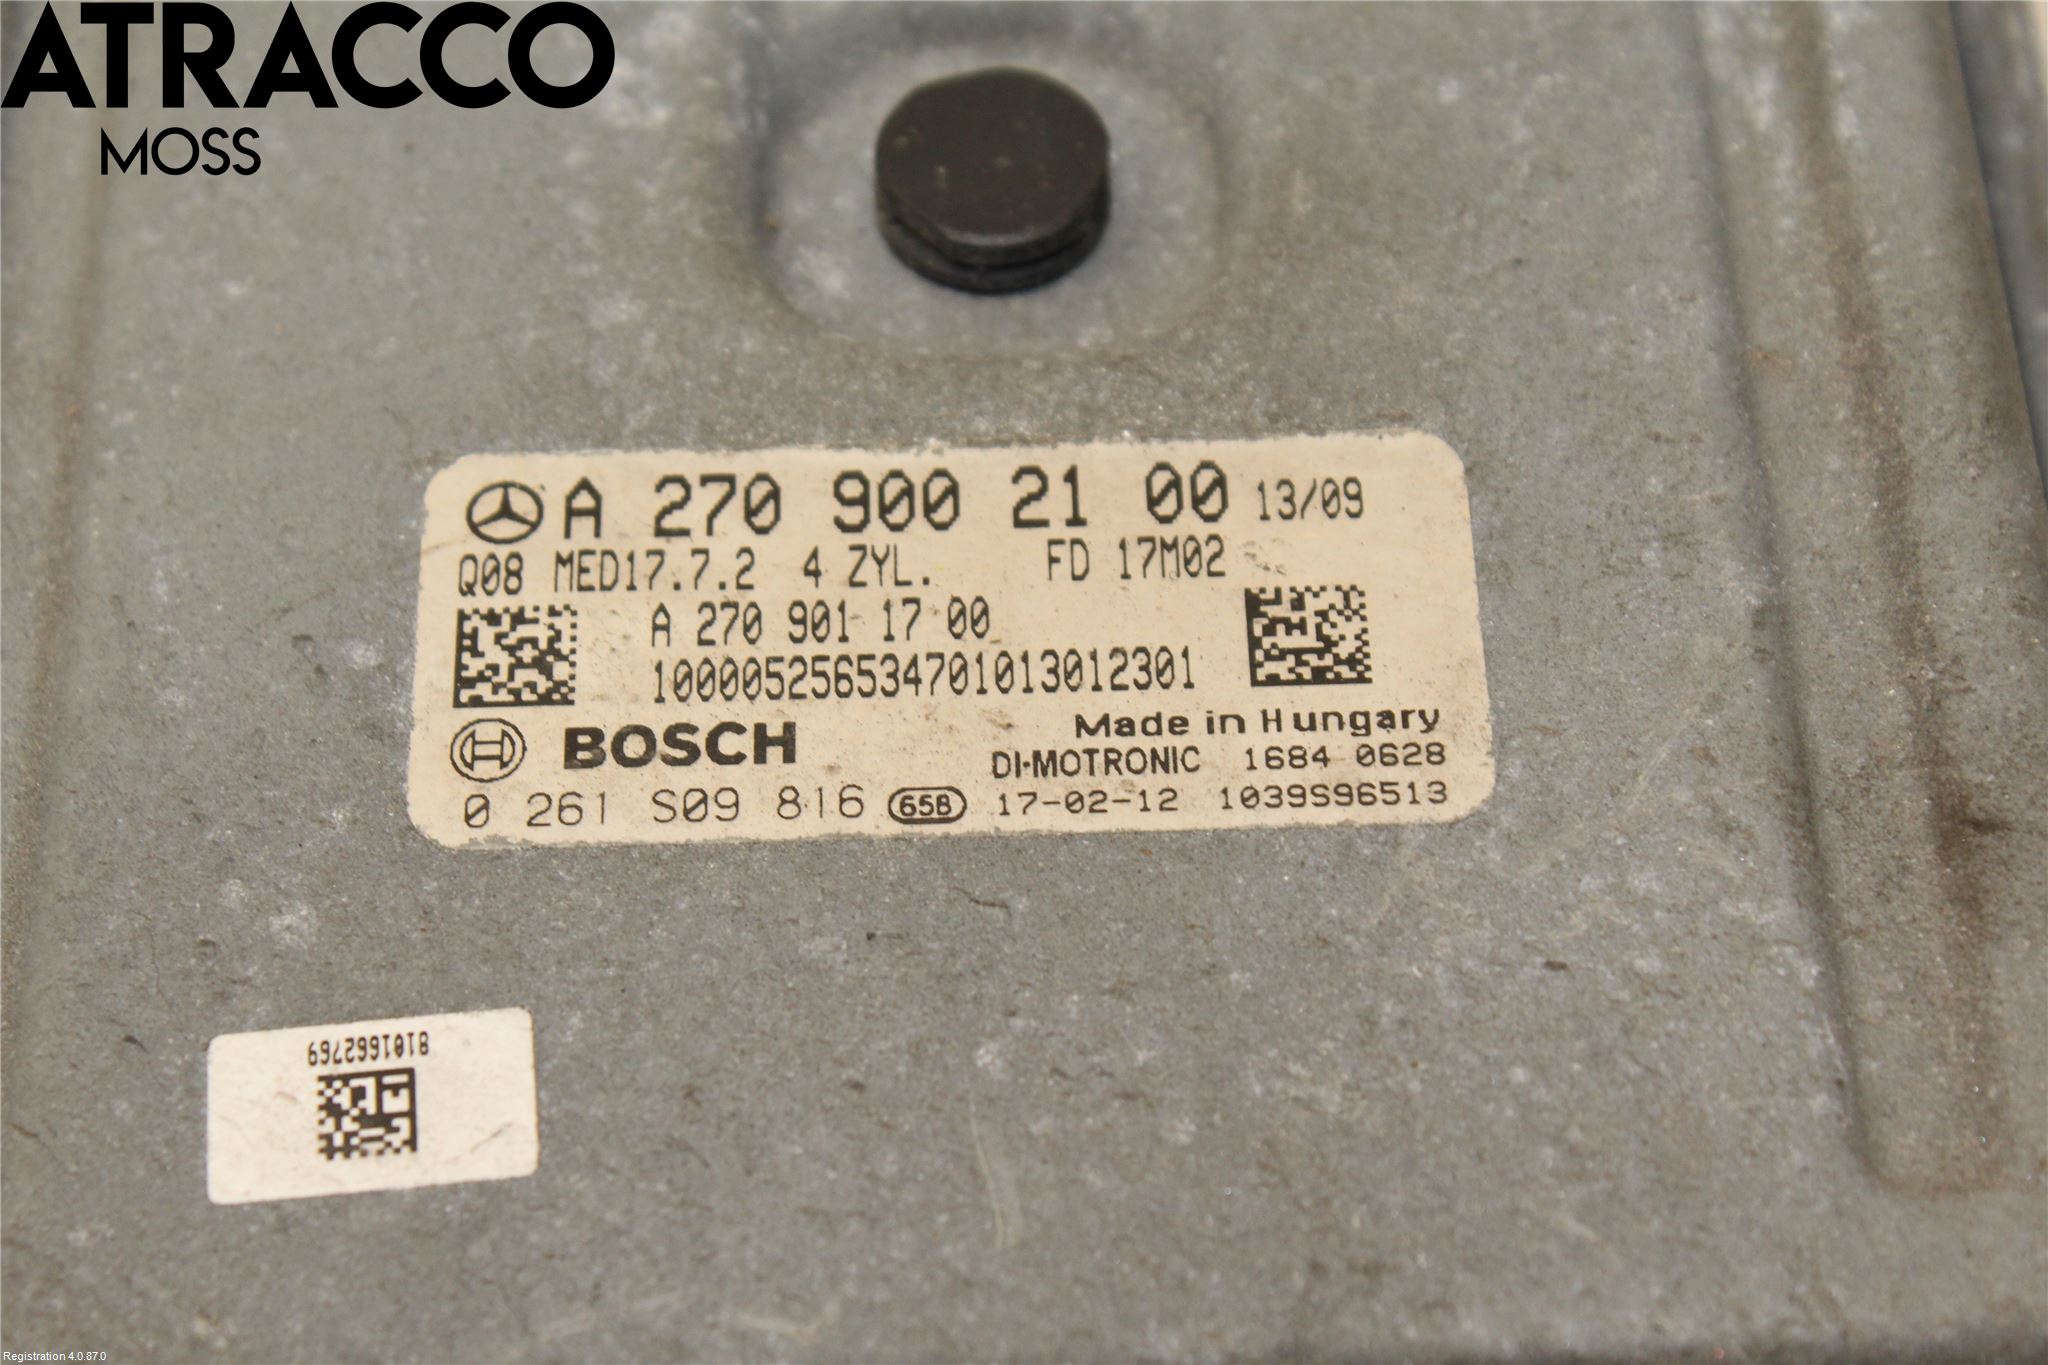 ATRACCO
MOSS
A 270 900 21 00 13/09
Q08 MED17.7.2 4 ZYL. FD 17M02
A 270 901 17 00
10000525653470101301 2301
BOSCH
Made in Hungary
DI-MOTRONIC 1684 0628
0 261 S09 816 65B 17-02-12 1039S96513
8101662769
Registration 4.0.87.0